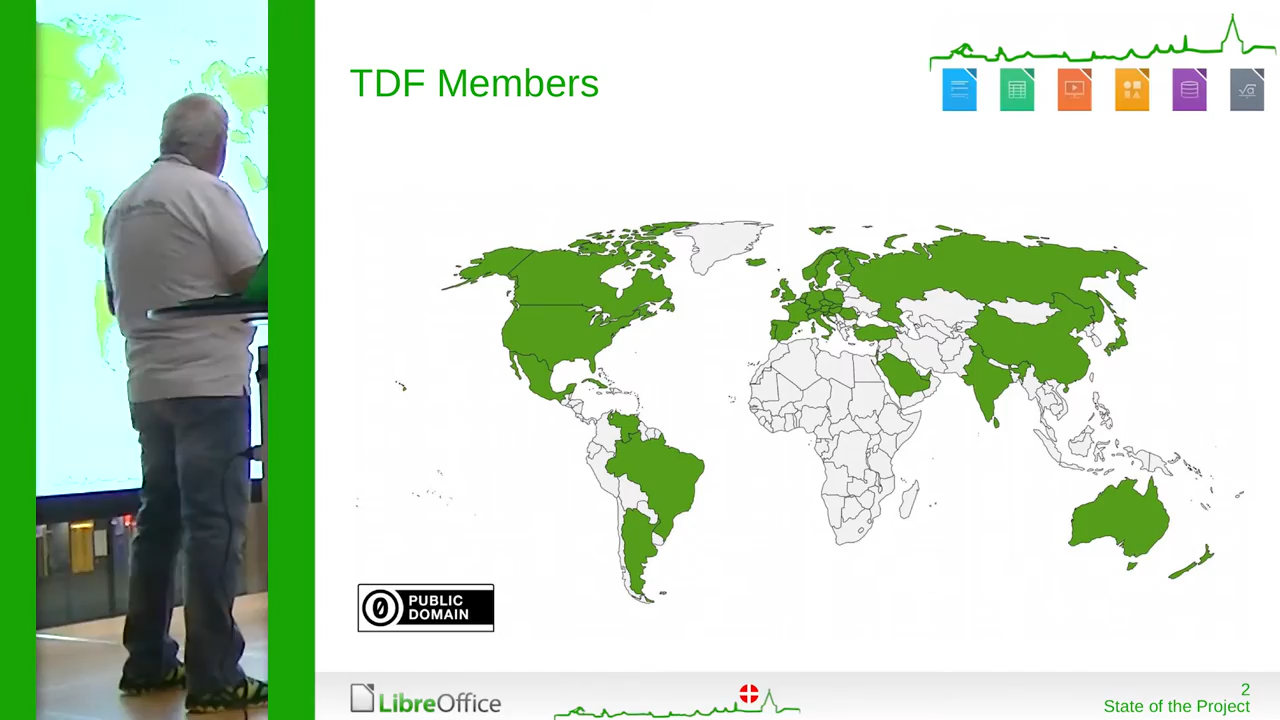 TDF Members
PUBLIC
DOMAIN
LibreOffice
2
State of the Project